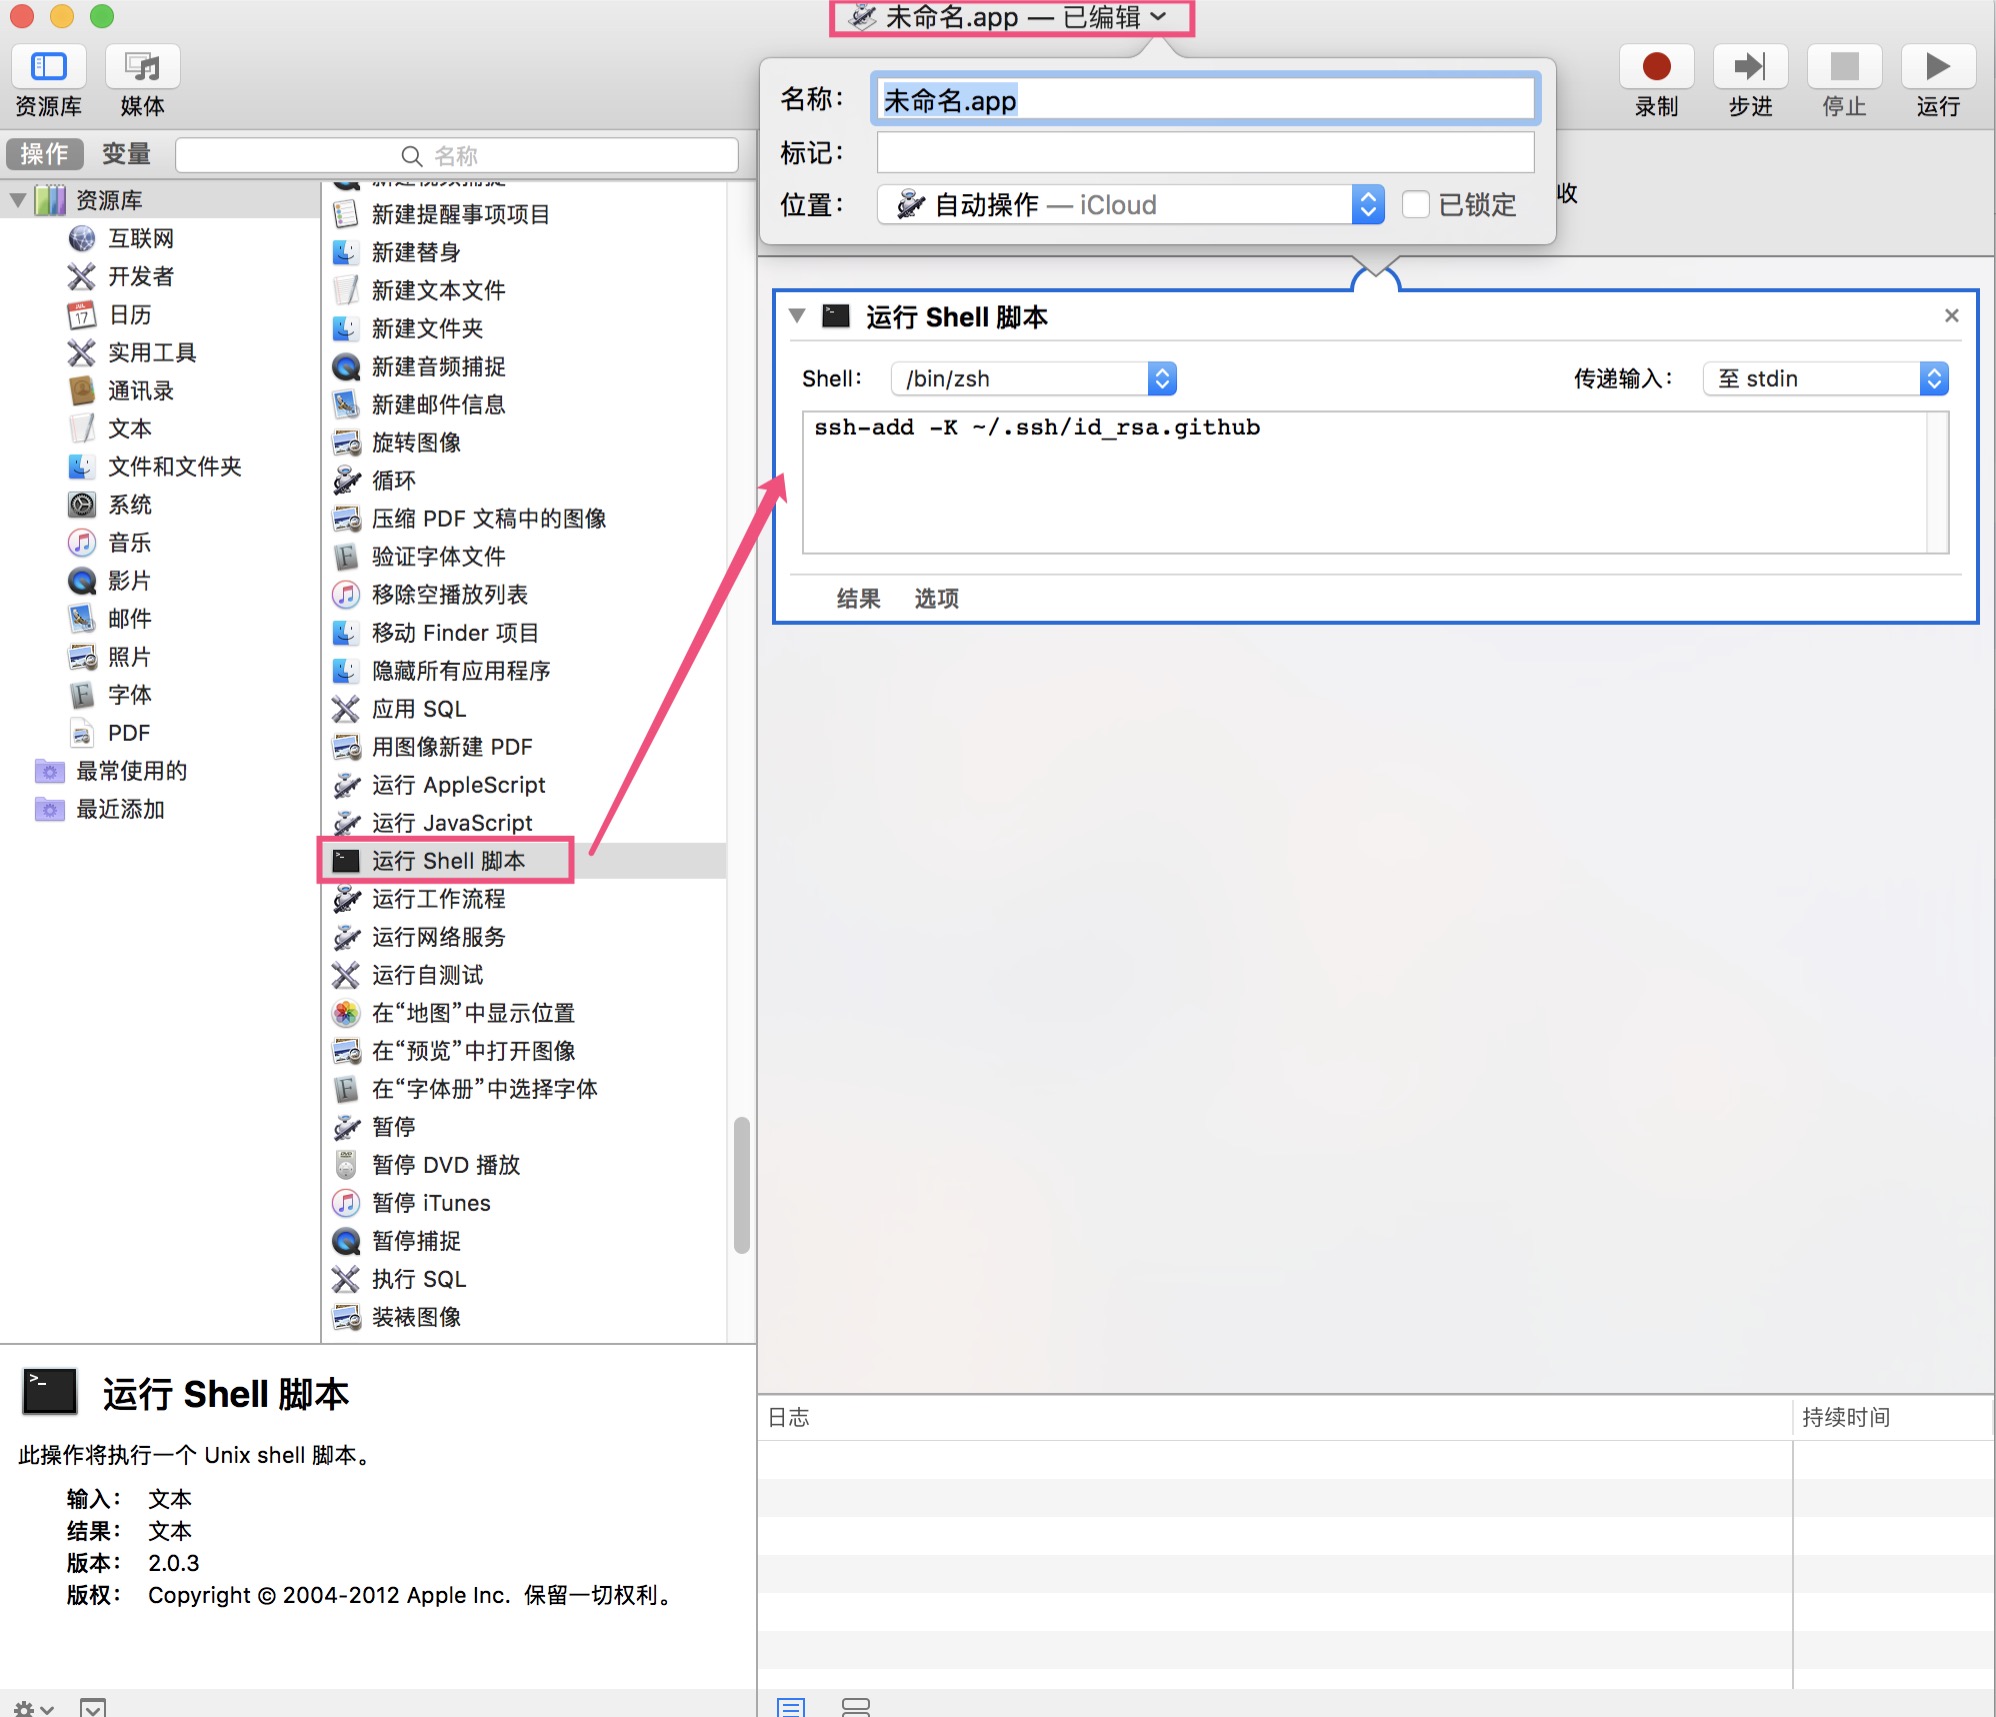 未命名.app — 已编辑
资源库
媒体
录制
步进
停止
运行
名称：
未命名.app
标记：
位置：
自动操作 — iCloud
已锁定
收
操作
变量
名称
资源库
互联网
开发者
日历
实用工具
通讯录
文本
文件和文件夹
系统
音乐
影片
邮件
照片
字体
PDF
最常使用的
最近添加
新建视频捕捉
新建提醒事项项目
新建替身
新建文本文件
新建文件夹
新建音频捕捉
新建邮件信息
旋转图像
循环
压缩 PDF 文稿中的图像
验证字体文件
移除空播放列表
移动 Finder 项目
隐藏所有应用程序
应用 SQL
用图像新建 PDF
运行 AppleScript
运行 JavaScript
运行 Shell 脚本
运行工作流程
运行网络服务
运行自测试
在“地图”中显示位置
在“预览”中打开图像
在“字体册”中选择字体
暂停
暂停 DVD 播放
暂停 iTunes
暂停捕捉
执行 SQL
装裱图像
运行 Shell 脚本
Shell：
/bin/zsh
传递输入：
至 stdin
ssh-add -K ~/.ssh/id_rsa.github
结果
选项
运行 Shell 脚本
此操作将执行一个 Unix shell 脚本。
输入： 文本
结果： 文本
版本： 2.0.3
版权： Copyright © 2004-2012 Apple Inc. 保留一切权利。
日志
持续时间